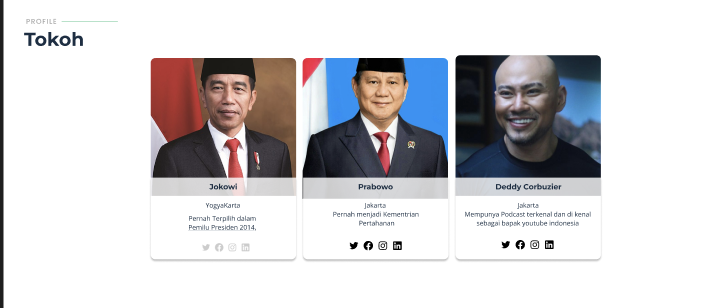 PROFILE
Tokoh
Jokowi
YogyaKarta
Pernah Terpilih dalam
Pemilu Presiden 2014,
Prabowo
Jakarta
Pernah menjadi Kementrian
Pertahanan
Deddy Corbuzier
Jakarta
Mempunya Podcast terkenal dan di kenal
sebagai bapak youtube indonesia